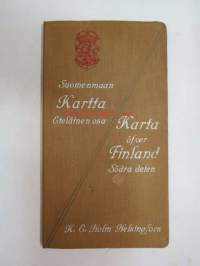 Suomenmaan
Kartta
Eteläinen osa
Karta
öfver
Finland
Södra delen
K. E. Holm Helsingfors